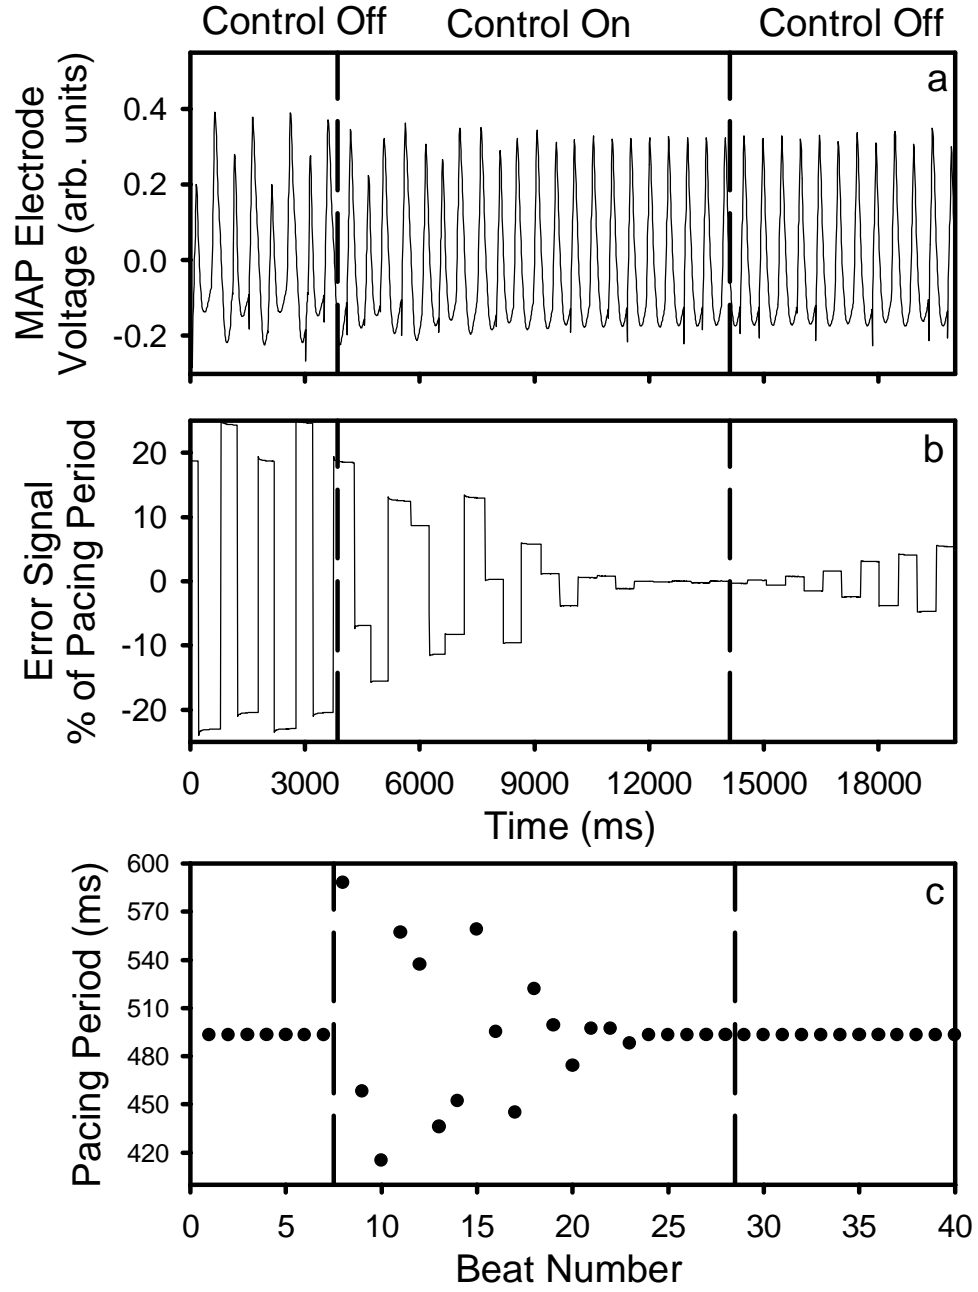 Control Off Control On Control Off
a
MAP Electrode
Voltage (arb. units)
0.4
0.2
0.0
-0.2
b
Error Signal
% of Pacing Period
20
10
0
-10
-20
0 3000 6000 9000 12000 15000 18000
Time (ms)
c
Pacing Period (ms)
600
570
540
510
480
450
420
0 5 10 15 20 25 30 35 40
Beat Number